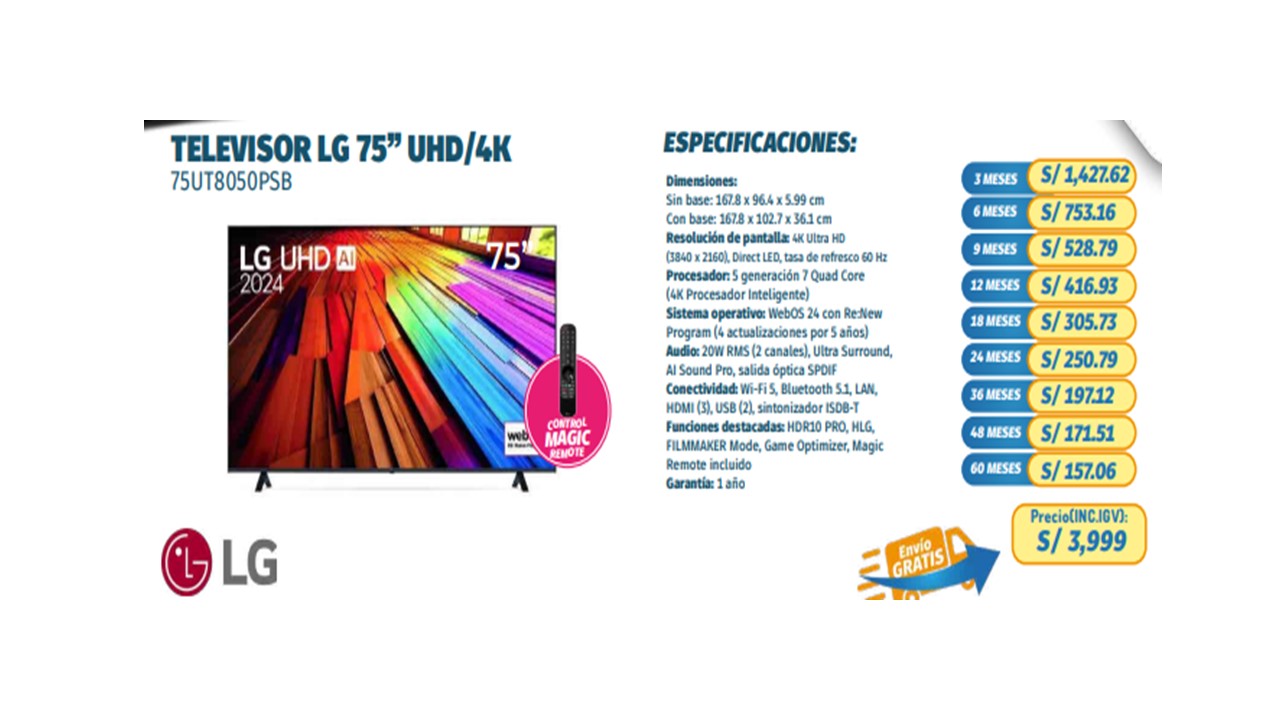 TELEVISOR LG 75” UHD/4K
75UT8050PSB
LG UHD AI
2024
75”
CONTROL
MAGIC
REMOTE
LG
ESPECIFICACIONES:
Dimensiones:
Sin base: 167.8 x 96.4 x 5.99 cm
Con base: 167.8 x 102.7 x 36.1 cm
Resolución de pantalla: 4K Ultra HD
(3840 x 2160), Direct LED, tasa de refresco 60 Hz
Procesador: 5 generación 7 Quad Core
(4K Procesador Inteligente)
Sistema operativo: WebOS 24 con Re:New
Program (4 actualizaciones por 5 años)
Audio: 20W RMS (2 canales), Ultra Surround,
AI Sound Pro, salida óptica SPDIF
Conectividad: Wi-Fi 5, Bluetooth 5.1, LAN,
HDMI (3), USB (2), sintonizador ISDB-T
Funciones destacadas: HDR10 PRO, HLG,
FILMMAKER Mode, Game Optimizer, Magic
Remote incluido
Garantía: 1 año
3 MESES S/ 1,427.62
6 MESES S/ 753.16
9 MESES S/ 528.79
12 MESES S/ 416.93
18 MESES S/ 305.73
24 MESES S/ 250.79
36 MESES S/ 197.12
48 MESES S/ 171.51
60 MESES S/ 157.06
Precio(INC.IGV):
S/ 3,999
Envío
GRATIS